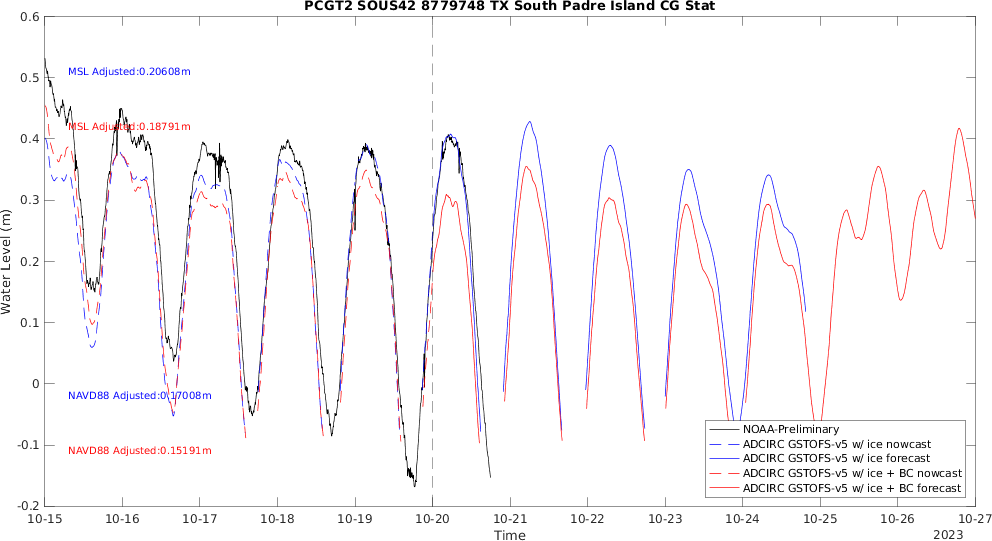 PCGT2 SOUS42 8779748 TX South Padre Island CG Stat
0.6
0.5
0.4
0.3
0.2
0.1
0
-0.1
-0.2
Water Level (m)
MSL Adjusted:0.20608m
MSL Adjusted:0.18791m
NAVD88 Adjusted:0.17008m
NAVD88 Adjusted:0.15191m
NOAA-Preliminary
ADCIRC GSTOFS-v5 w/ ice nowcast
ADCIRC GSTOFS-v5 w/ ice forecast
ADCIRC GSTOFS-v5 w/ ice + BC nowcast
ADCIRC GSTOFS-v5 w/ ice + BC forecast
10-15 10-16 10-17 10-18 10-19 10-20 10-21 10-22 10-23 10-24 10-25 10-26 10-27
Time
2023